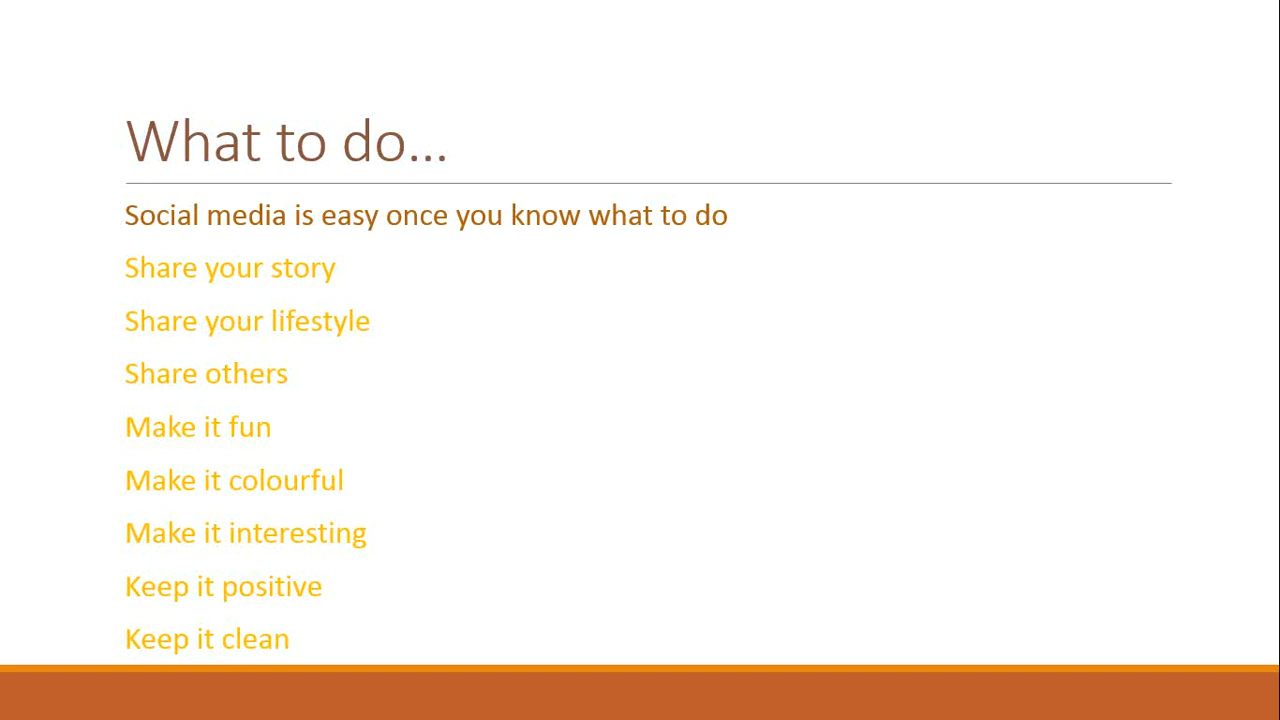 What to do...
Social media is easy once you know what to do
Share your story
Share your lifestyle
Share others
Make it fun
Make it colourful
Make it interesting
Keep it positive
Keep it clean